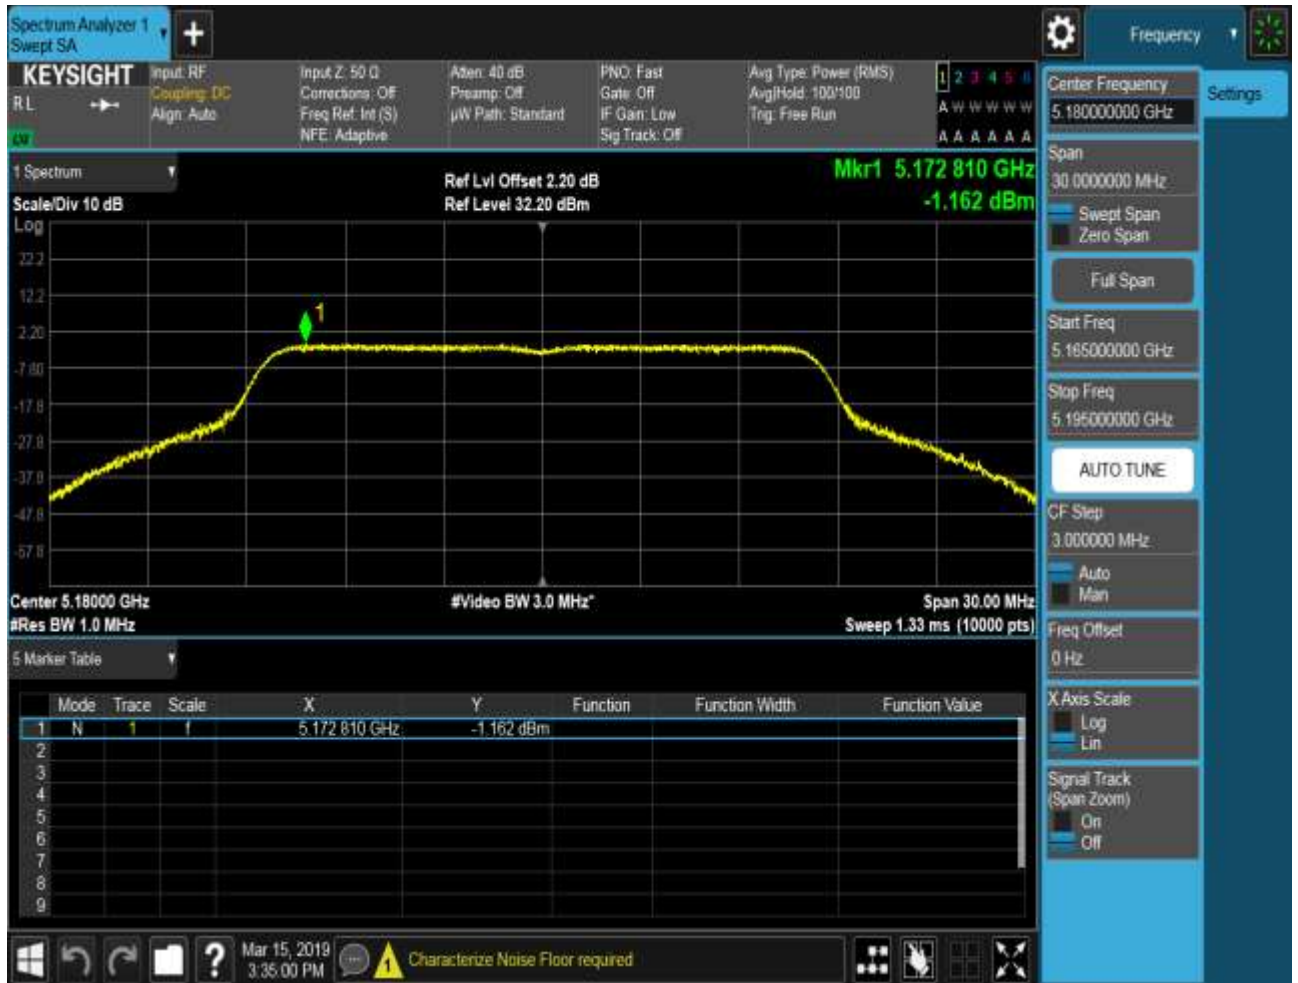 Spectrum Analyzer 1
Swept SA
+
Frequency
KEYSIGHT
R L
Input: RF
Coupling: DC
Align: Auto
Input Z: 50 Ω
Corrections: Off
Freq Ref: Int (S)
NFE: Adaptive
Atten: 40 dB
Preamp: Off
µW Path: Standard
PNO: Fast
Gate: Off
IF Gain: Low
Sig Track: Off
Avg Type: Power (RMS)
Avg|Hold: 100/100
Trig: Free Run
1 2 3 4 5 6
A W W W W W
A A A A A A
1 Spectrum
Scale/Div 10 dB
Ref Lvl Offset 2.20 dB
Ref Level 32.20 dBm
Mkr1 5.172 810 GHz
-1.162 dBm
Log
22.2
12.2
2.20
-7.80
-17.8
-27.8
-37.8
-47.8
-57.8
1
Center 5.18000 GHz
#Res BW 1.0 MHz
#Video BW 3.0 MHz*
Span 30.00 MHz
Sweep 1.33 ms (10000 pts)
5 Marker Table
Mode Trace Scale X Y Function Function Width Function Value
1 N 1 f 5.172 810 GHz -1.162 dBm
2
3
4
5
6
7
8
9
Center Frequency
5.180000000 GHz
Settings
Span
30.0000000 MHz
Swept Span
Zero Span
Full Span
Start Freq
5.165000000 GHz
Stop Freq
5.195000000 GHz
AUTO TUNE
CF Step
3.000000 MHz
Auto
Man
Freq Offset
0 Hz
X Axis Scale
Log
Lin
Signal Track
(Span Zoom)
On
Off
?
Mar 15, 2019
3:35:00 PM
Characterize Noise Floor required